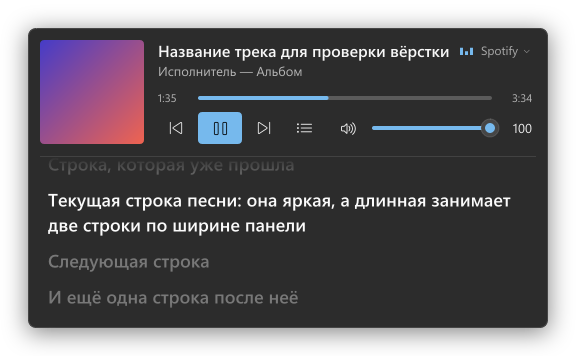 Название трека для проверки вёрстки
Spotify
Исполнитель — Альбом
1:35
3:34
100
Строка, которая уже прошла
Текущая строка песни: она яркая, а длинная занимает
две строки по ширине панели
Следующая строка
И ещё одна строка после неё